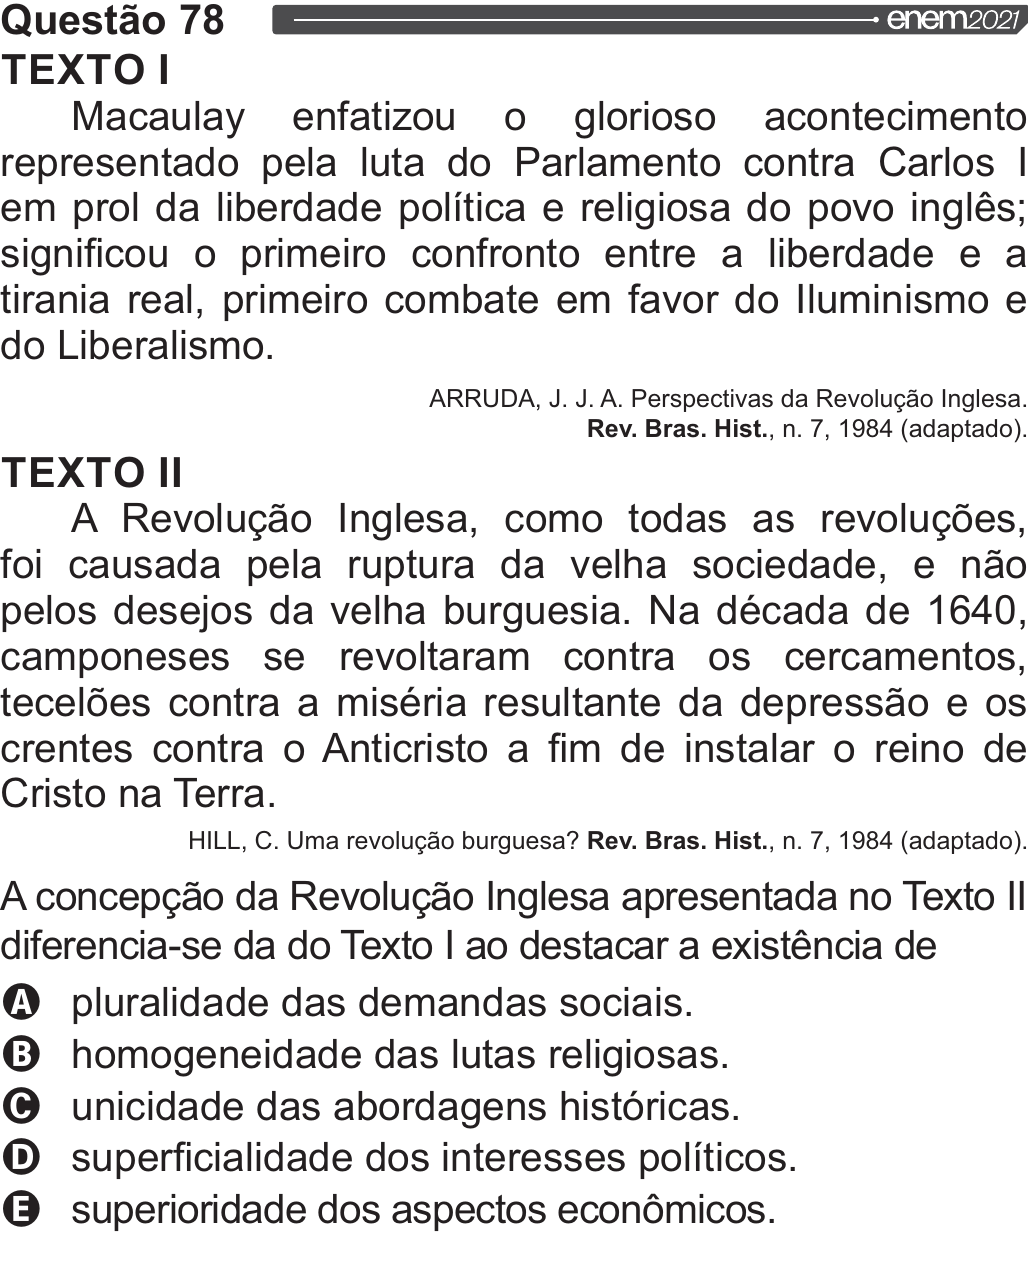 Questão 78 enem2021
TEXTO I
Macaulay enfatizou o glorioso acontecimento
representado pela luta do Parlamento contra Carlos I
em prol da liberdade política e religiosa do povo inglês;
significou o primeiro confronto entre a liberdade e a
tirania real, primeiro combate em favor do Iluminismo e
do Liberalismo.
ARRUDA, J. J. A. Perspectivas da Revolução Inglesa.
Rev. Bras. Hist., n. 7, 1984 (adaptado).
TEXTO II
A Revolução Inglesa, como todas as revoluções,
foi causada pela ruptura da velha sociedade, e não
pelos desejos da velha burguesia. Na década de 1640,
camponeses se revoltaram contra os cercamentos,
tecelões contra a miséria resultante da depressão e os
crentes contra o Anticristo a fim de instalar o reino de
Cristo na Terra.
HILL, C. Uma revolução burguesa? Rev. Bras. Hist., n. 7, 1984 (adaptado).
A concepção da Revolução Inglesa apresentada no Texto II
diferencia-se da do Texto I ao destacar a existência de
A pluralidade das demandas sociais.
B homogeneidade das lutas religiosas.
C unicidade das abordagens históricas.
D superficialidade dos interesses políticos.
E superioridade dos aspectos econômicos.